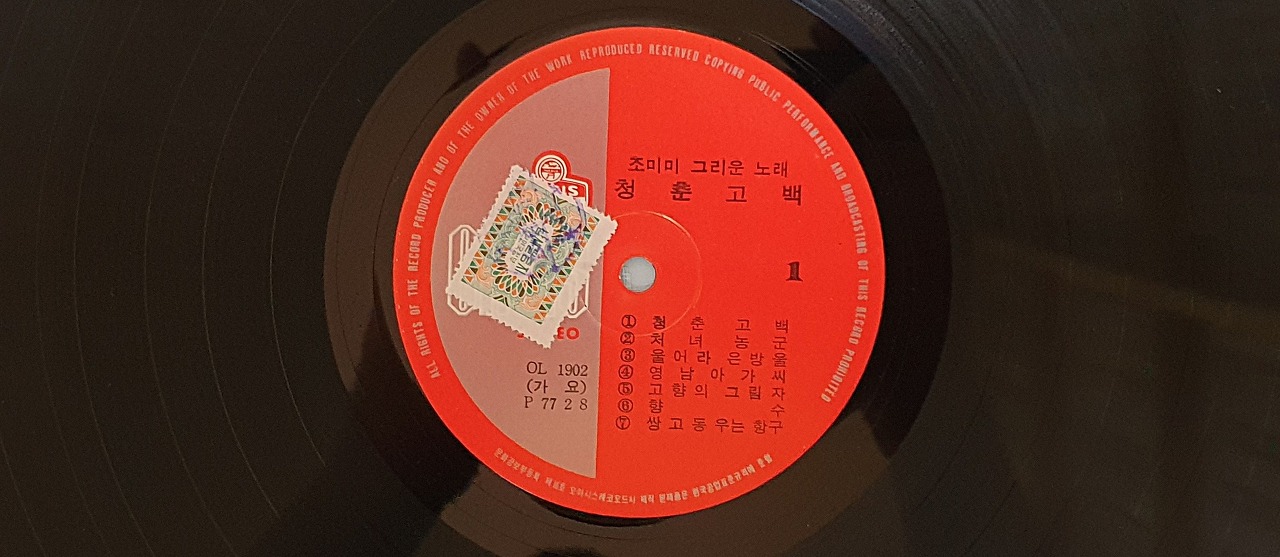 ALL RIGHTS OF THE RECORD PRODUCER AND OF THE OWNER OF THE WORK REPRODUCED RESERVED COPYING PUBLIC PERFORMANCE AND BROADCASTING OF THIS RECORD PROHIBITED
조미미 그리운 노래
청춘고백
1
OL 1902
(가요)
P 77 2 8
① 청춘고백
② 처녀농군
③ 울어라 은방울
④ 영남아가씨
⑤ 고향의 그림자
⑥ 향수
⑦ 쌍고동 우는 항구